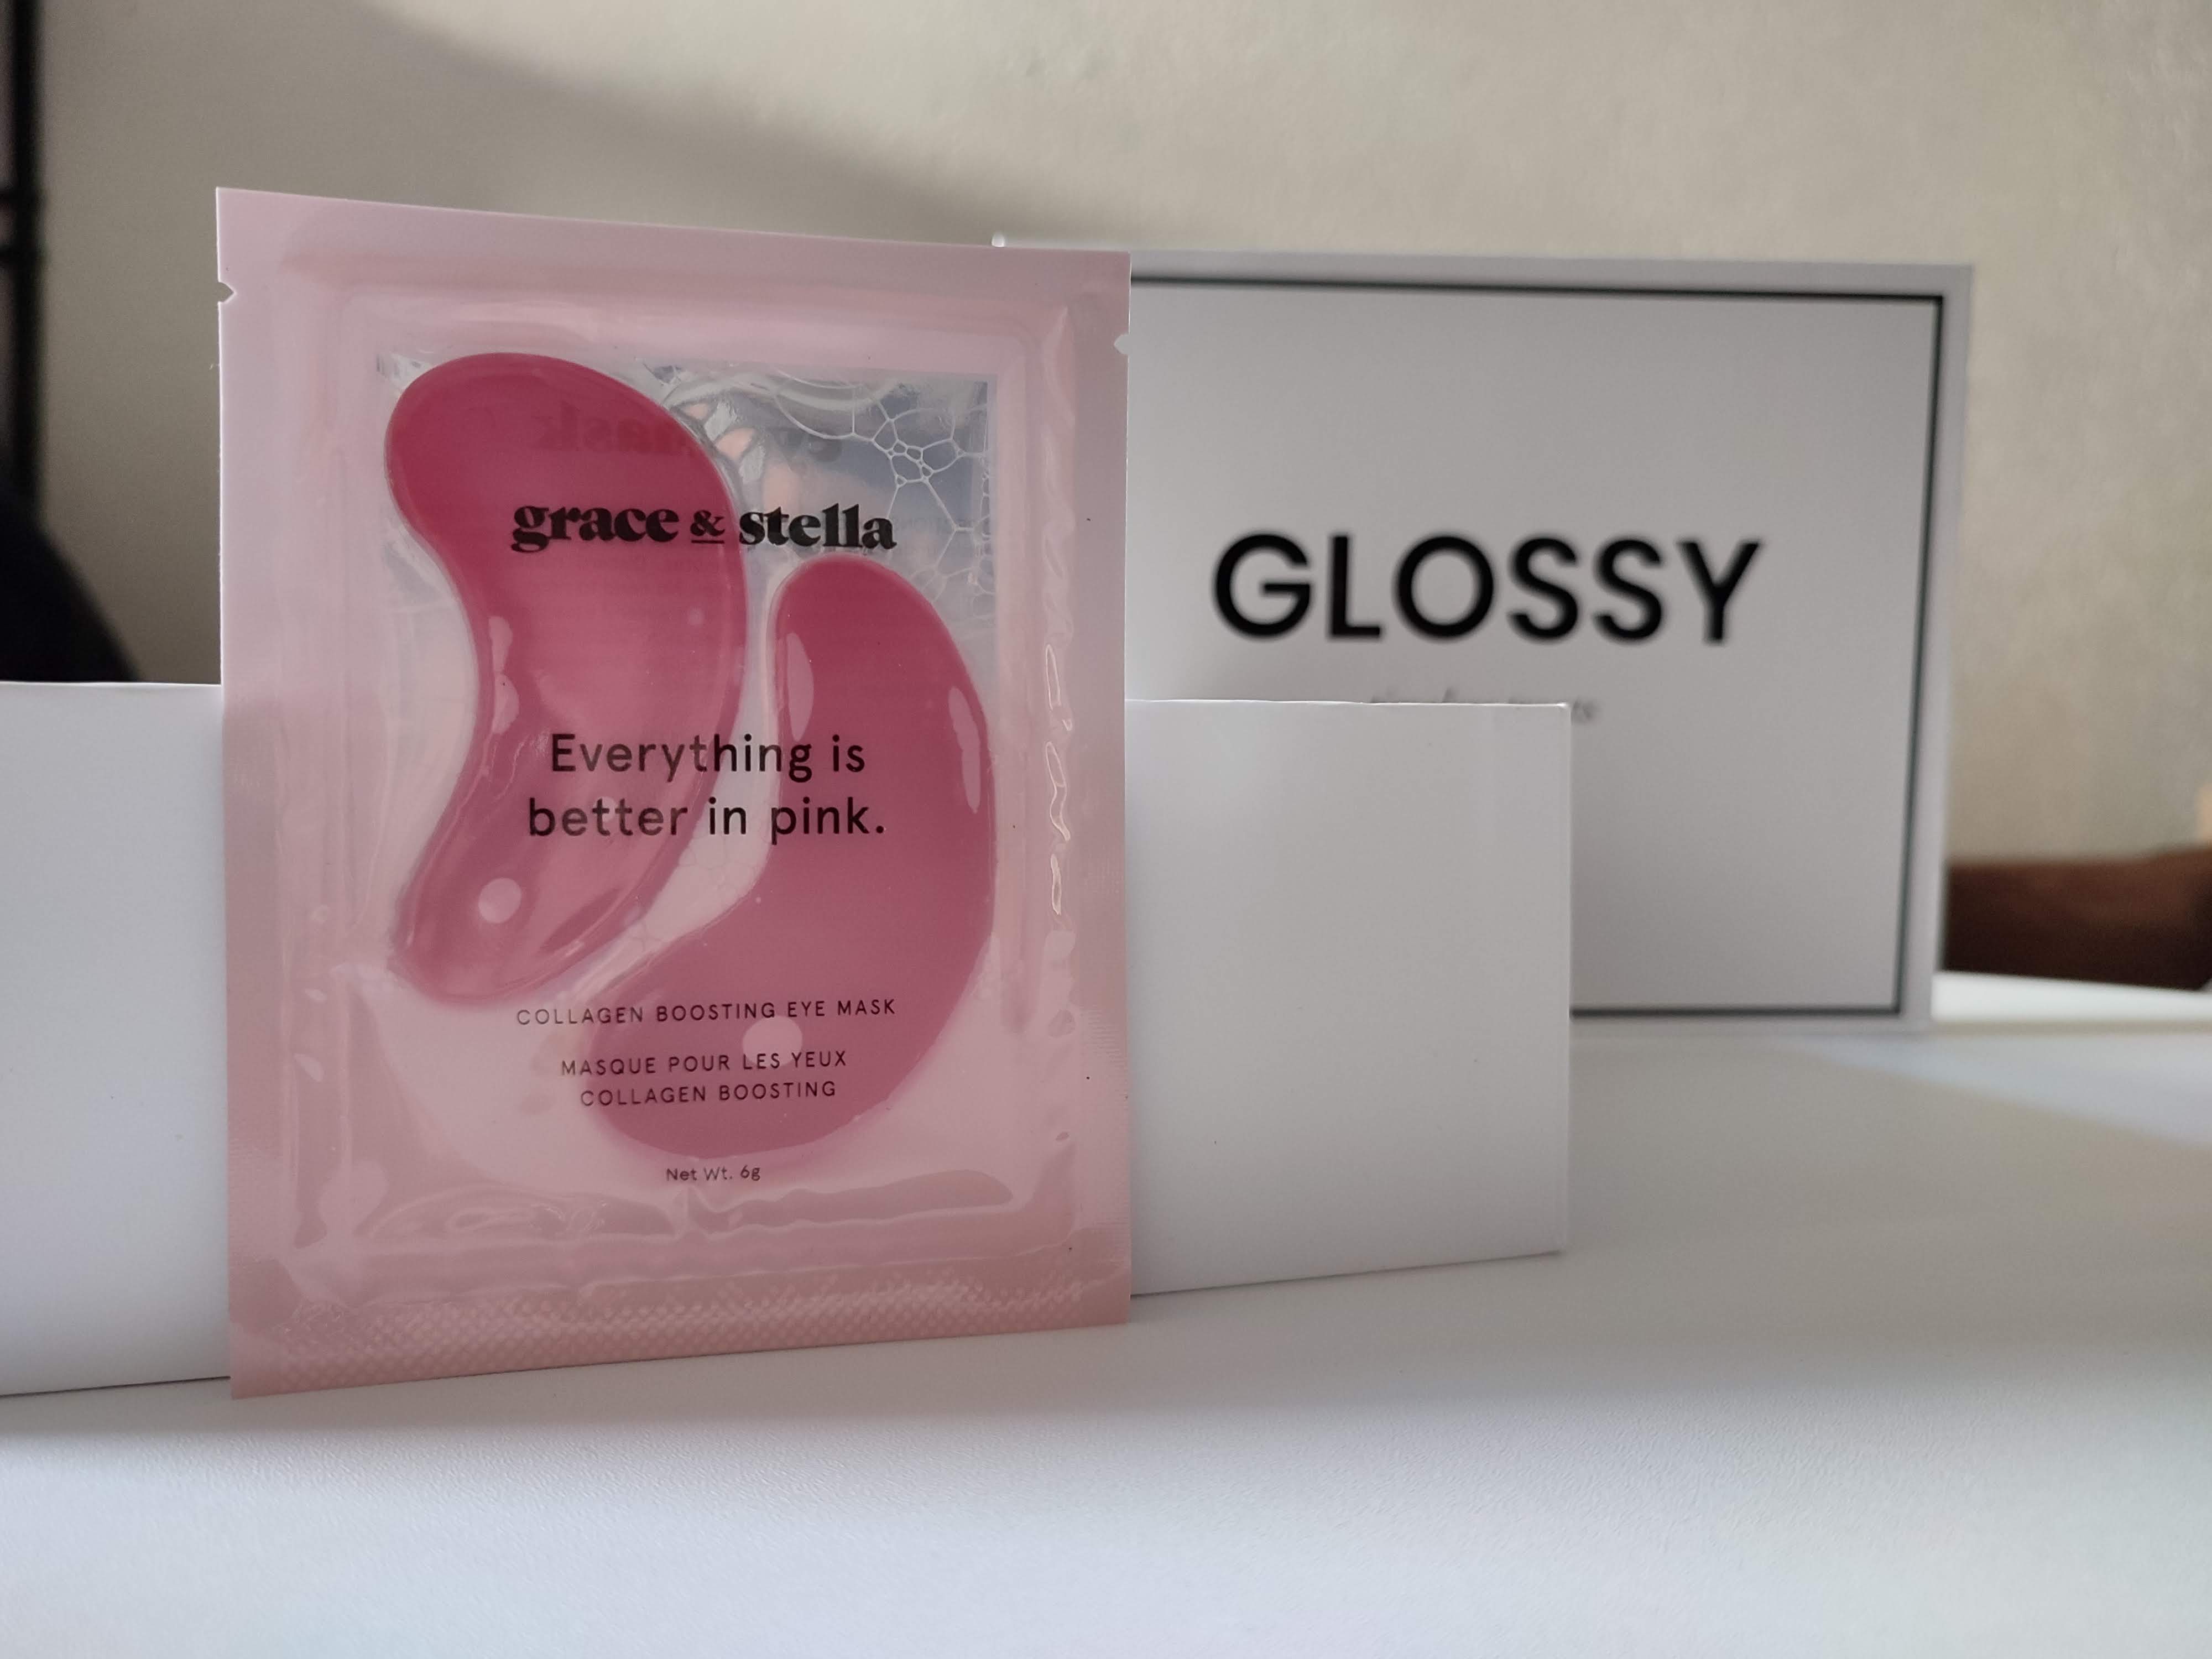 grace & stella
Everything is
better in pink.
COLLAGEN BOOSTING EYE MASK
MASQUE POUR LES YEUX
COLLAGEN BOOSTING
Net Wt. 6g
GLOSSY